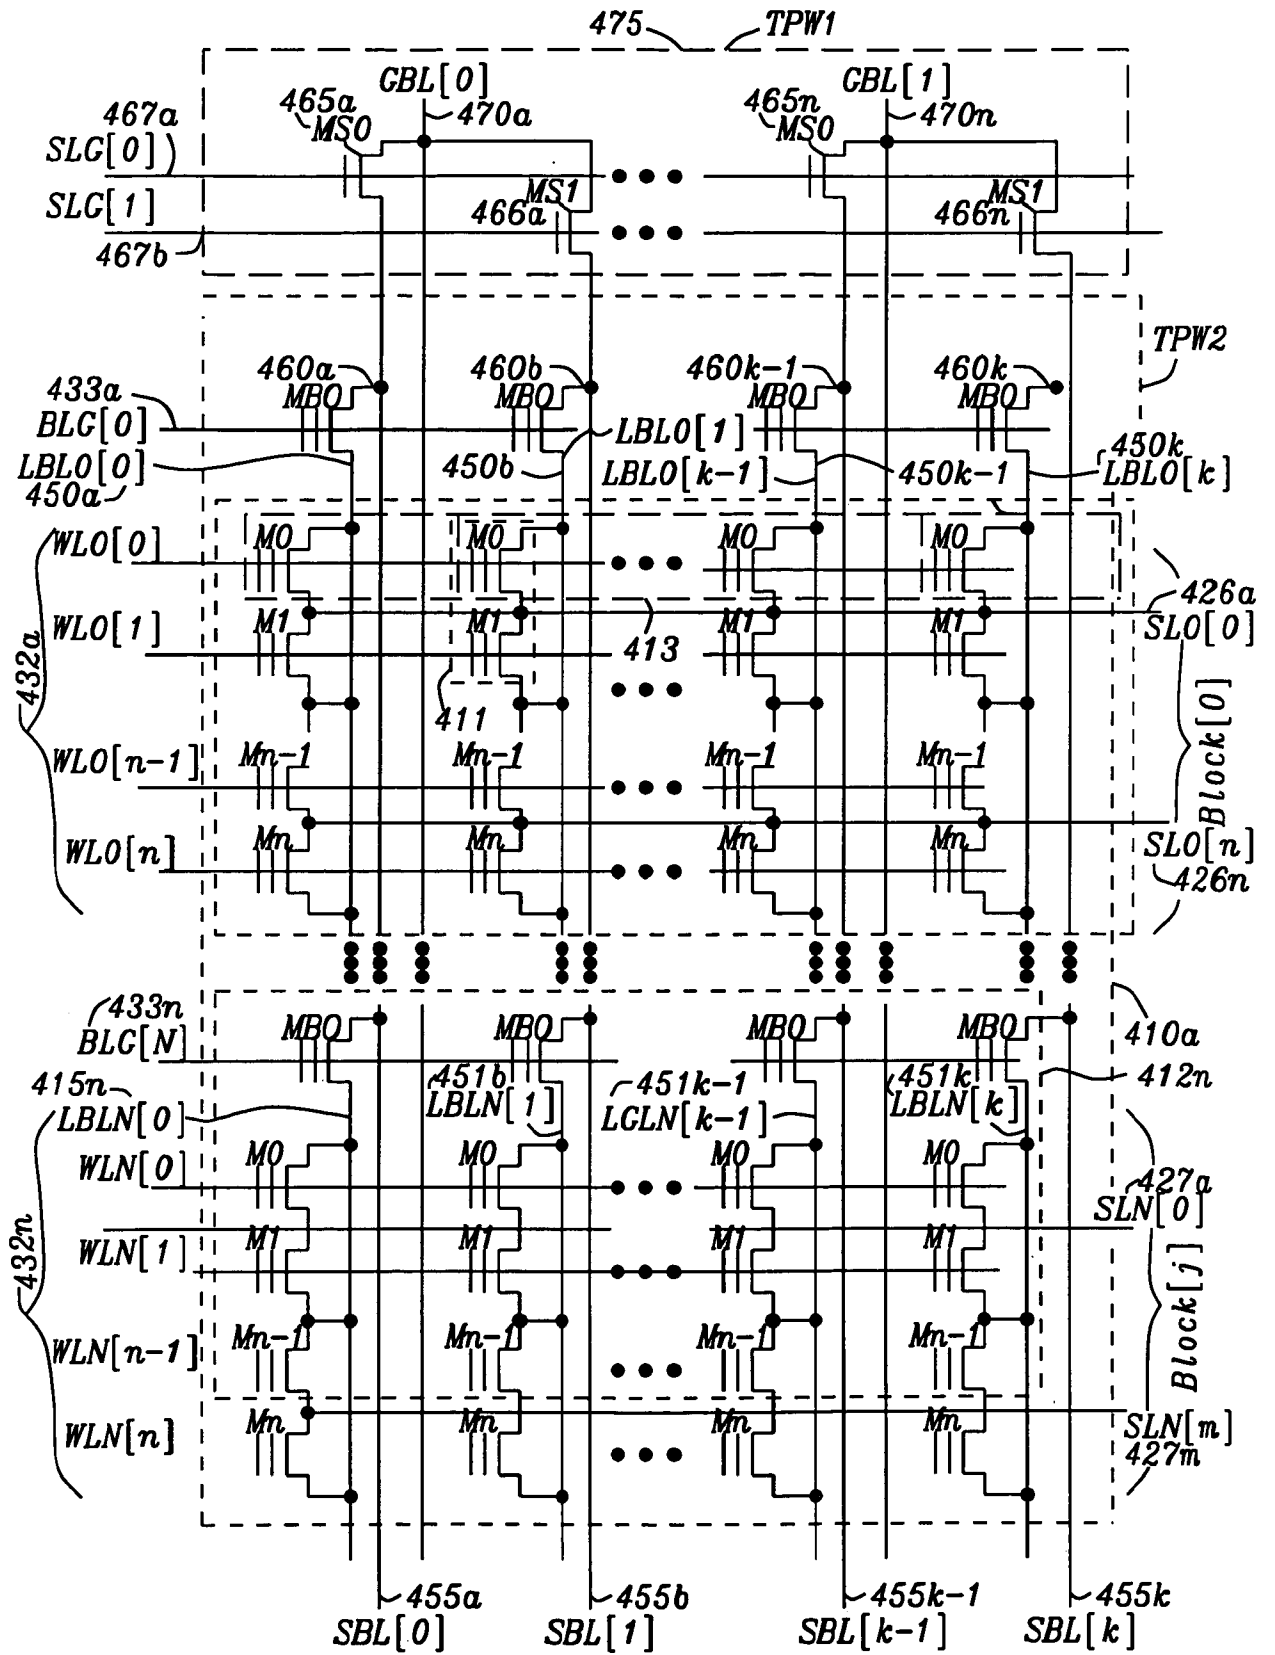 475
TPW1
GBL[0]
GBL[1]
467a
465a
MS0
470a
465n
MS0
470n
SLG[0]
SLG[1]
467b
MS1
466a
MS1
466n
TPW2
433a
BLG[0]
460a
MB0
460b
MB0
460k-1
MB0
460k
MB0
LBL0[0]
450a
450b
LBL0[1]
LBL0[k-1]
450k-1
450k
LBL0[k]
432a
WL0[0]
M0
M0
M0
M0
426a
SL0[0]
WL0[1]
M1
M1
413
M1
M1
411
Block[0]
WL0[n-1]
Mn-1
Mn-1
Mn-1
Mn-1
WL0[n]
Mn
Mn
Mn
Mn
SL0[n]
426n
433n
BLG[N]
MB0
MB0
MB0
MB0
410a
412n
415n
LBLN[0]
451b
LBLN[1]
451k-1
LGLN[k-1]
451k
LBLN[k]
432n
WLN[0]
M0
M0
M0
M0
427a
SLN[0]
WLN[1]
M1
M1
M1
M1
Block[j]
WLN[n-1]
Mn-1
Mn-1
Mn-1
Mn-1
WLN[n]
Mn
Mn
Mn
Mn
SLN[m]
427m
455a
SBL[0]
455b
SBL[1]
455k-1
SBL[k-1]
455k
SBL[k]